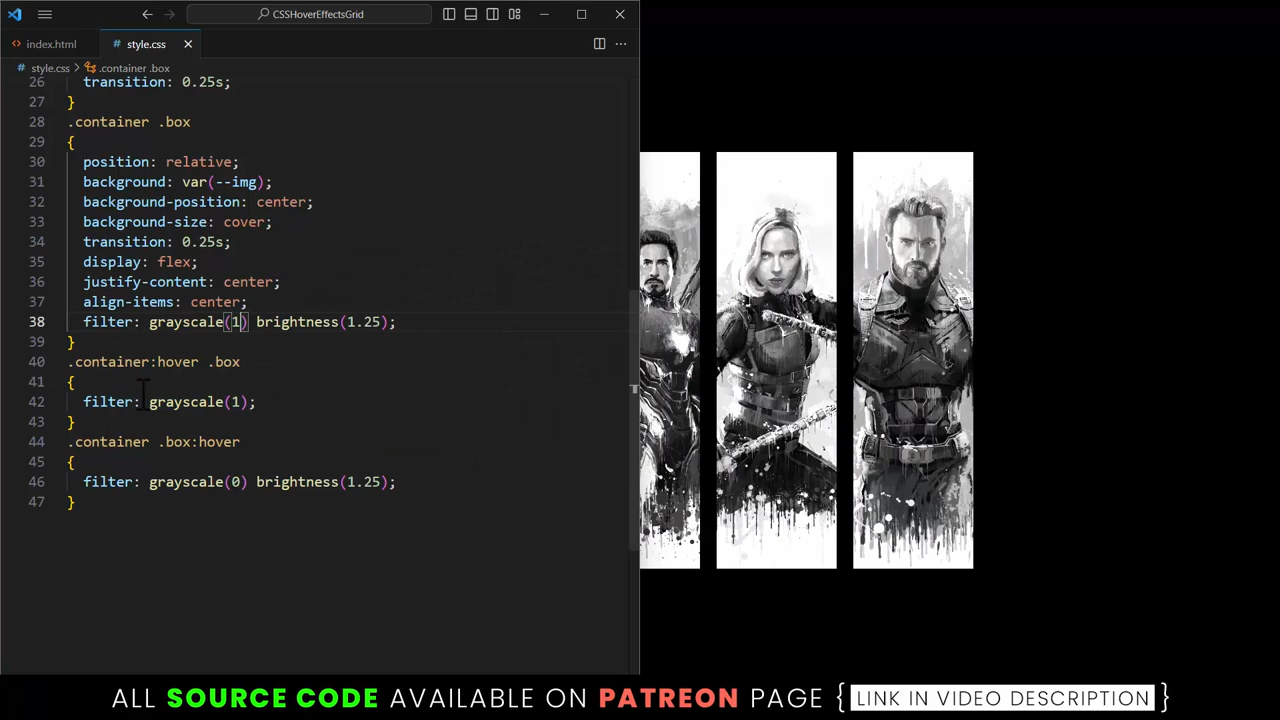 CSSHoverEffectsGrid
index.html
style.css
style.css > .container .box
26 transition: 0.25s;
27 }
28 .container .box
29 {
30 position: relative;
31 background: var(--img);
32 background-position: center;
33 background-size: cover;
34 transition: 0.25s;
35 display: flex;
36 justify-content: center;
37 align-items: center;
38 filter: grayscale(1) brightness(1.25);
39 }
40 .container:hover .box
41 {
42 filter: grayscale(1);
43 }
44 .container .box:hover
45 {
46 filter: grayscale(0) brightness(1.25);
47 }
ALL SOURCE CODE AVAILABLE ON PATREON PAGE { LINK IN VIDEO DESCRIPTION }